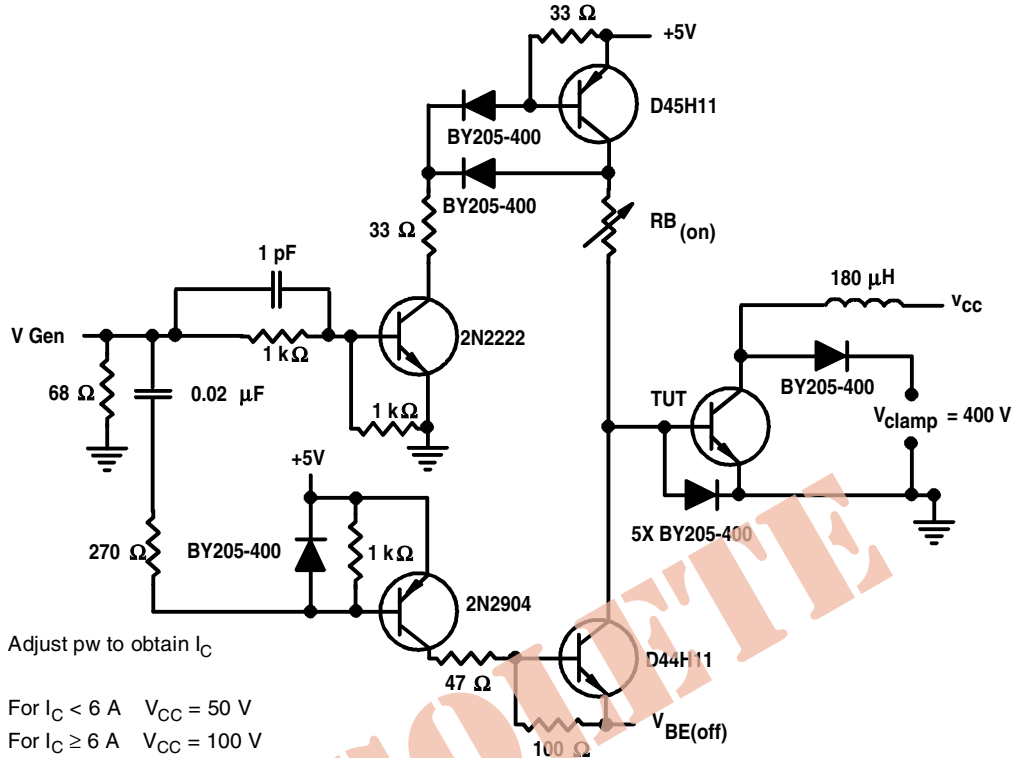 33 Ω
+5V
D45H11
BY205-400
BY205-400
33 Ω
RB(on)
1 pF
180 μH
vcc
V Gen
2N2222
1 kΩ
BY205-400
68 Ω
0.02 μF
TUT
Vclamp = 400 V
1 kΩ
+5V
5X BY205-400
270 Ω
BY205-400
1 kΩ
2N2904
Adjust pw to obtain IC
D44H11
47 Ω
For IC < 6 A VCC = 50 V
VBE(off)
For IC ≥ 6 A VCC = 100 V
100 Ω